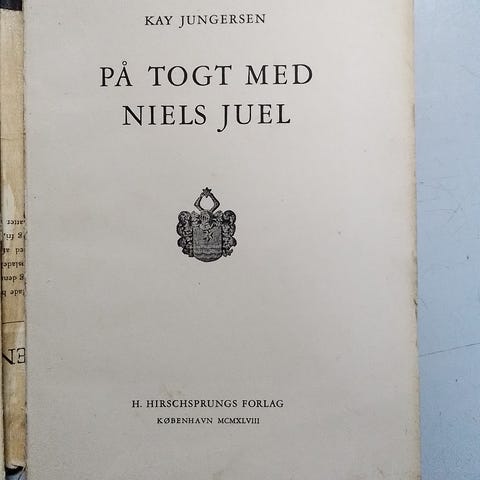 KAY JUNGERSEN
PÅ TOGT MED
NIELS JUEL
H. HIRSCHSPRUNGS FORLAG
KØBENHAVN MCMXLVIII